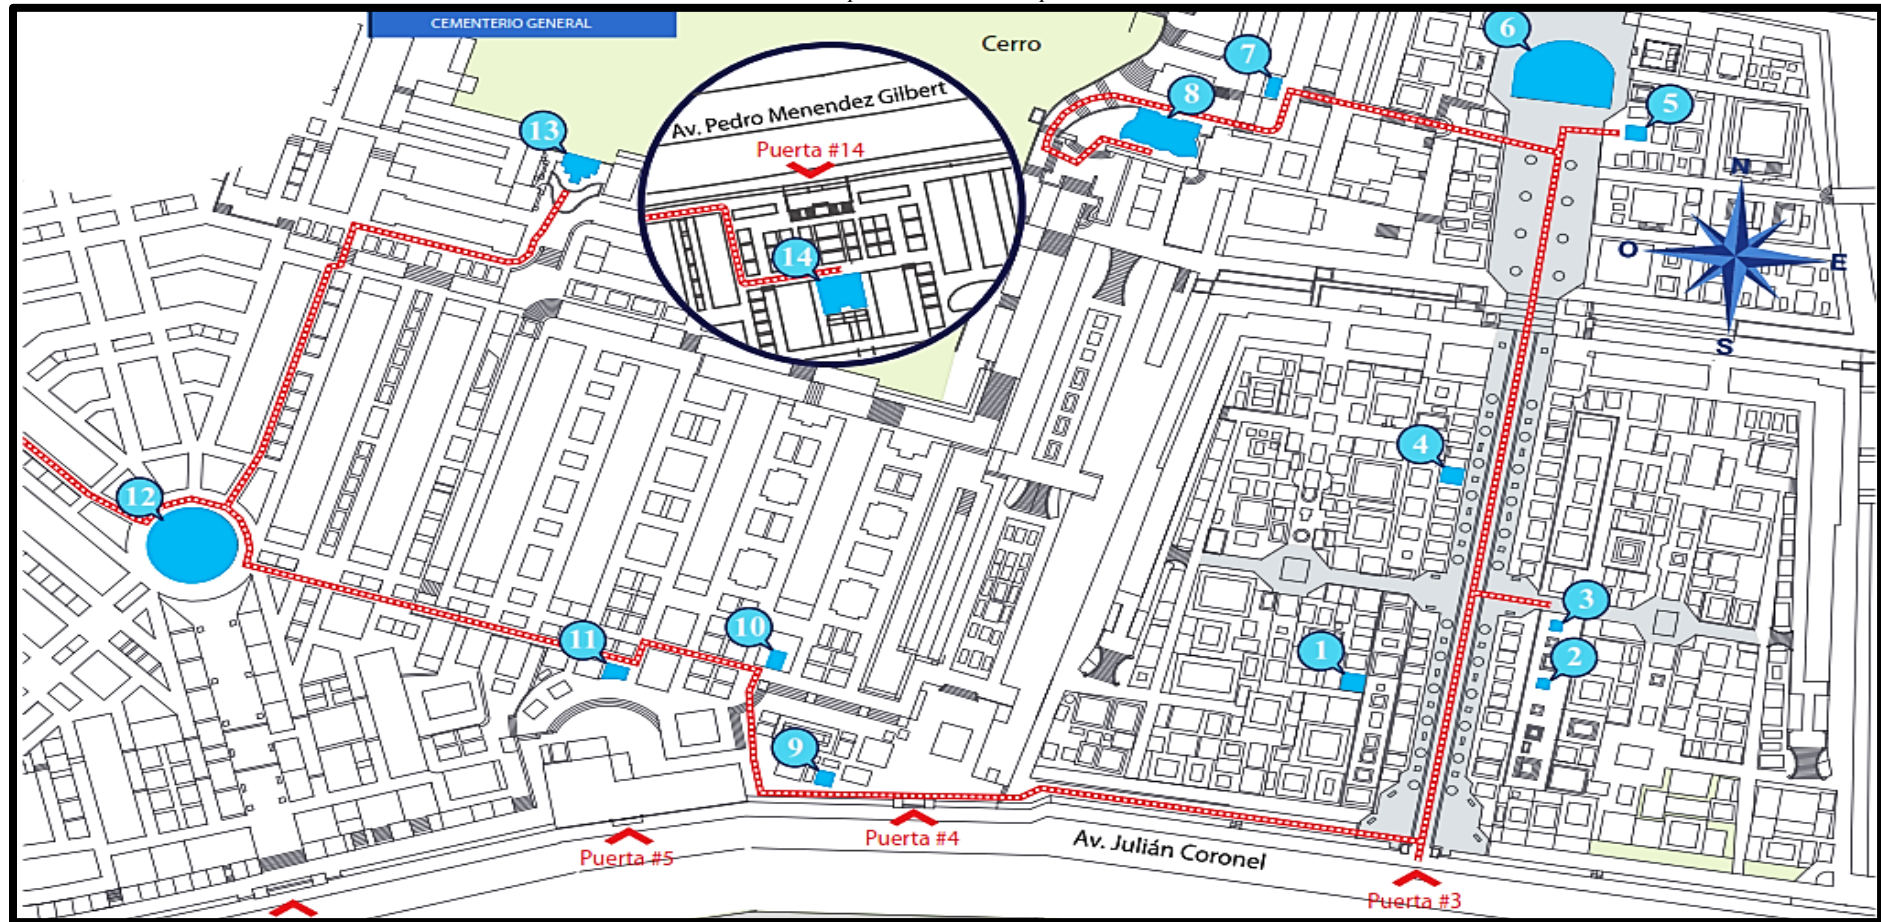 CEMENTERIO GENERAL
Cerro
6
7
8
5
13
Av. Pedro Menendez Gilbert
Puerta #14
14
N
O
E
S
4
12
3
11
10
1
2
9
Puerta #5
Puerta #4
Av. Julián Coronel
Puerta #3